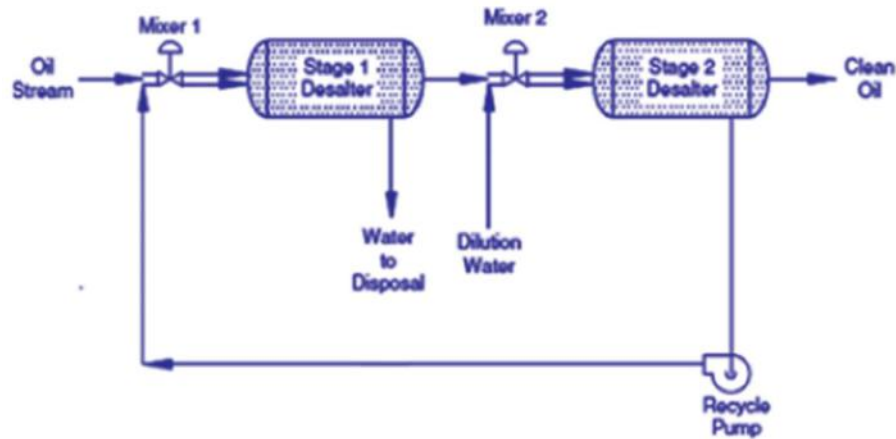 Mixer 1
Mixer 2
Oil
Stream
Stage 1
Desalter
Stage 2
Desalter
Clean
Oil
Water
to
Disposal
Dilution
Water
Recycle
Pump